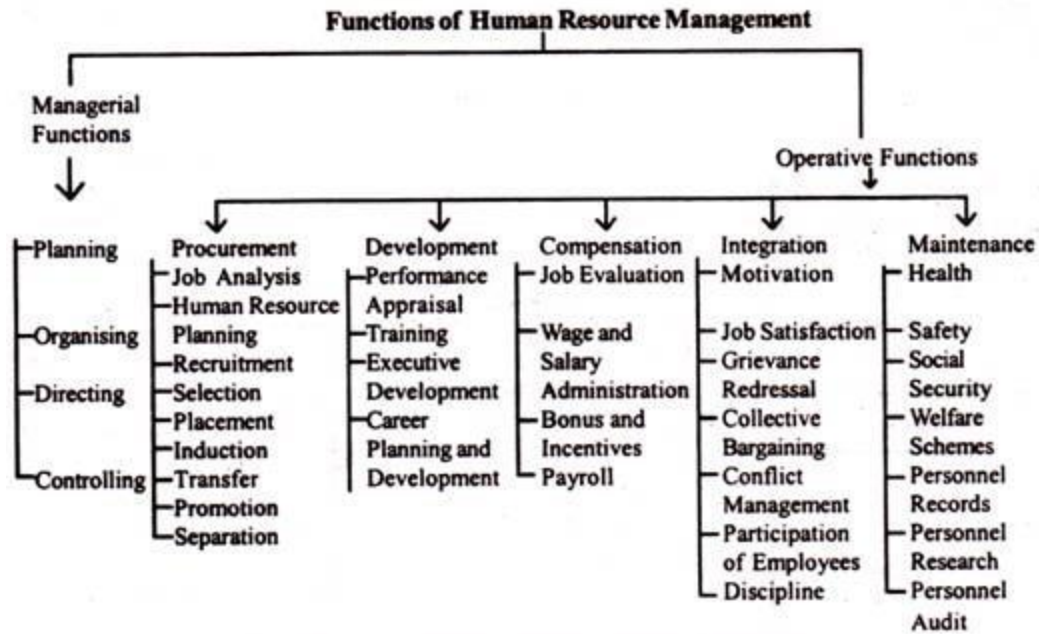 Functions of Human Resource Management
Managerial
Functions
Operative Functions
Planning
Organising
Directing
Controlling
Procurement
Job Analysis
Human Resource
Planning
Recruitment
Selection
Placement
Induction
Transfer
Promotion
Separation
Development
Performance
Appraisal
Training
Executive
Development
Career
Planning and
Development
Compensation
Job Evaluation
Wage and
Salary
Administration
Bonus and
Incentives
Payroll
Integration
Motivation
Job Satisfaction
Grievance
Redressal
Collective
Bargaining
Conflict
Management
Participation
of Employees
Discipline
Maintenance
Health
Safety
Social
Security
Welfare
Schemes
Personnel
Records
Personnel
Research
Personnel
Audit